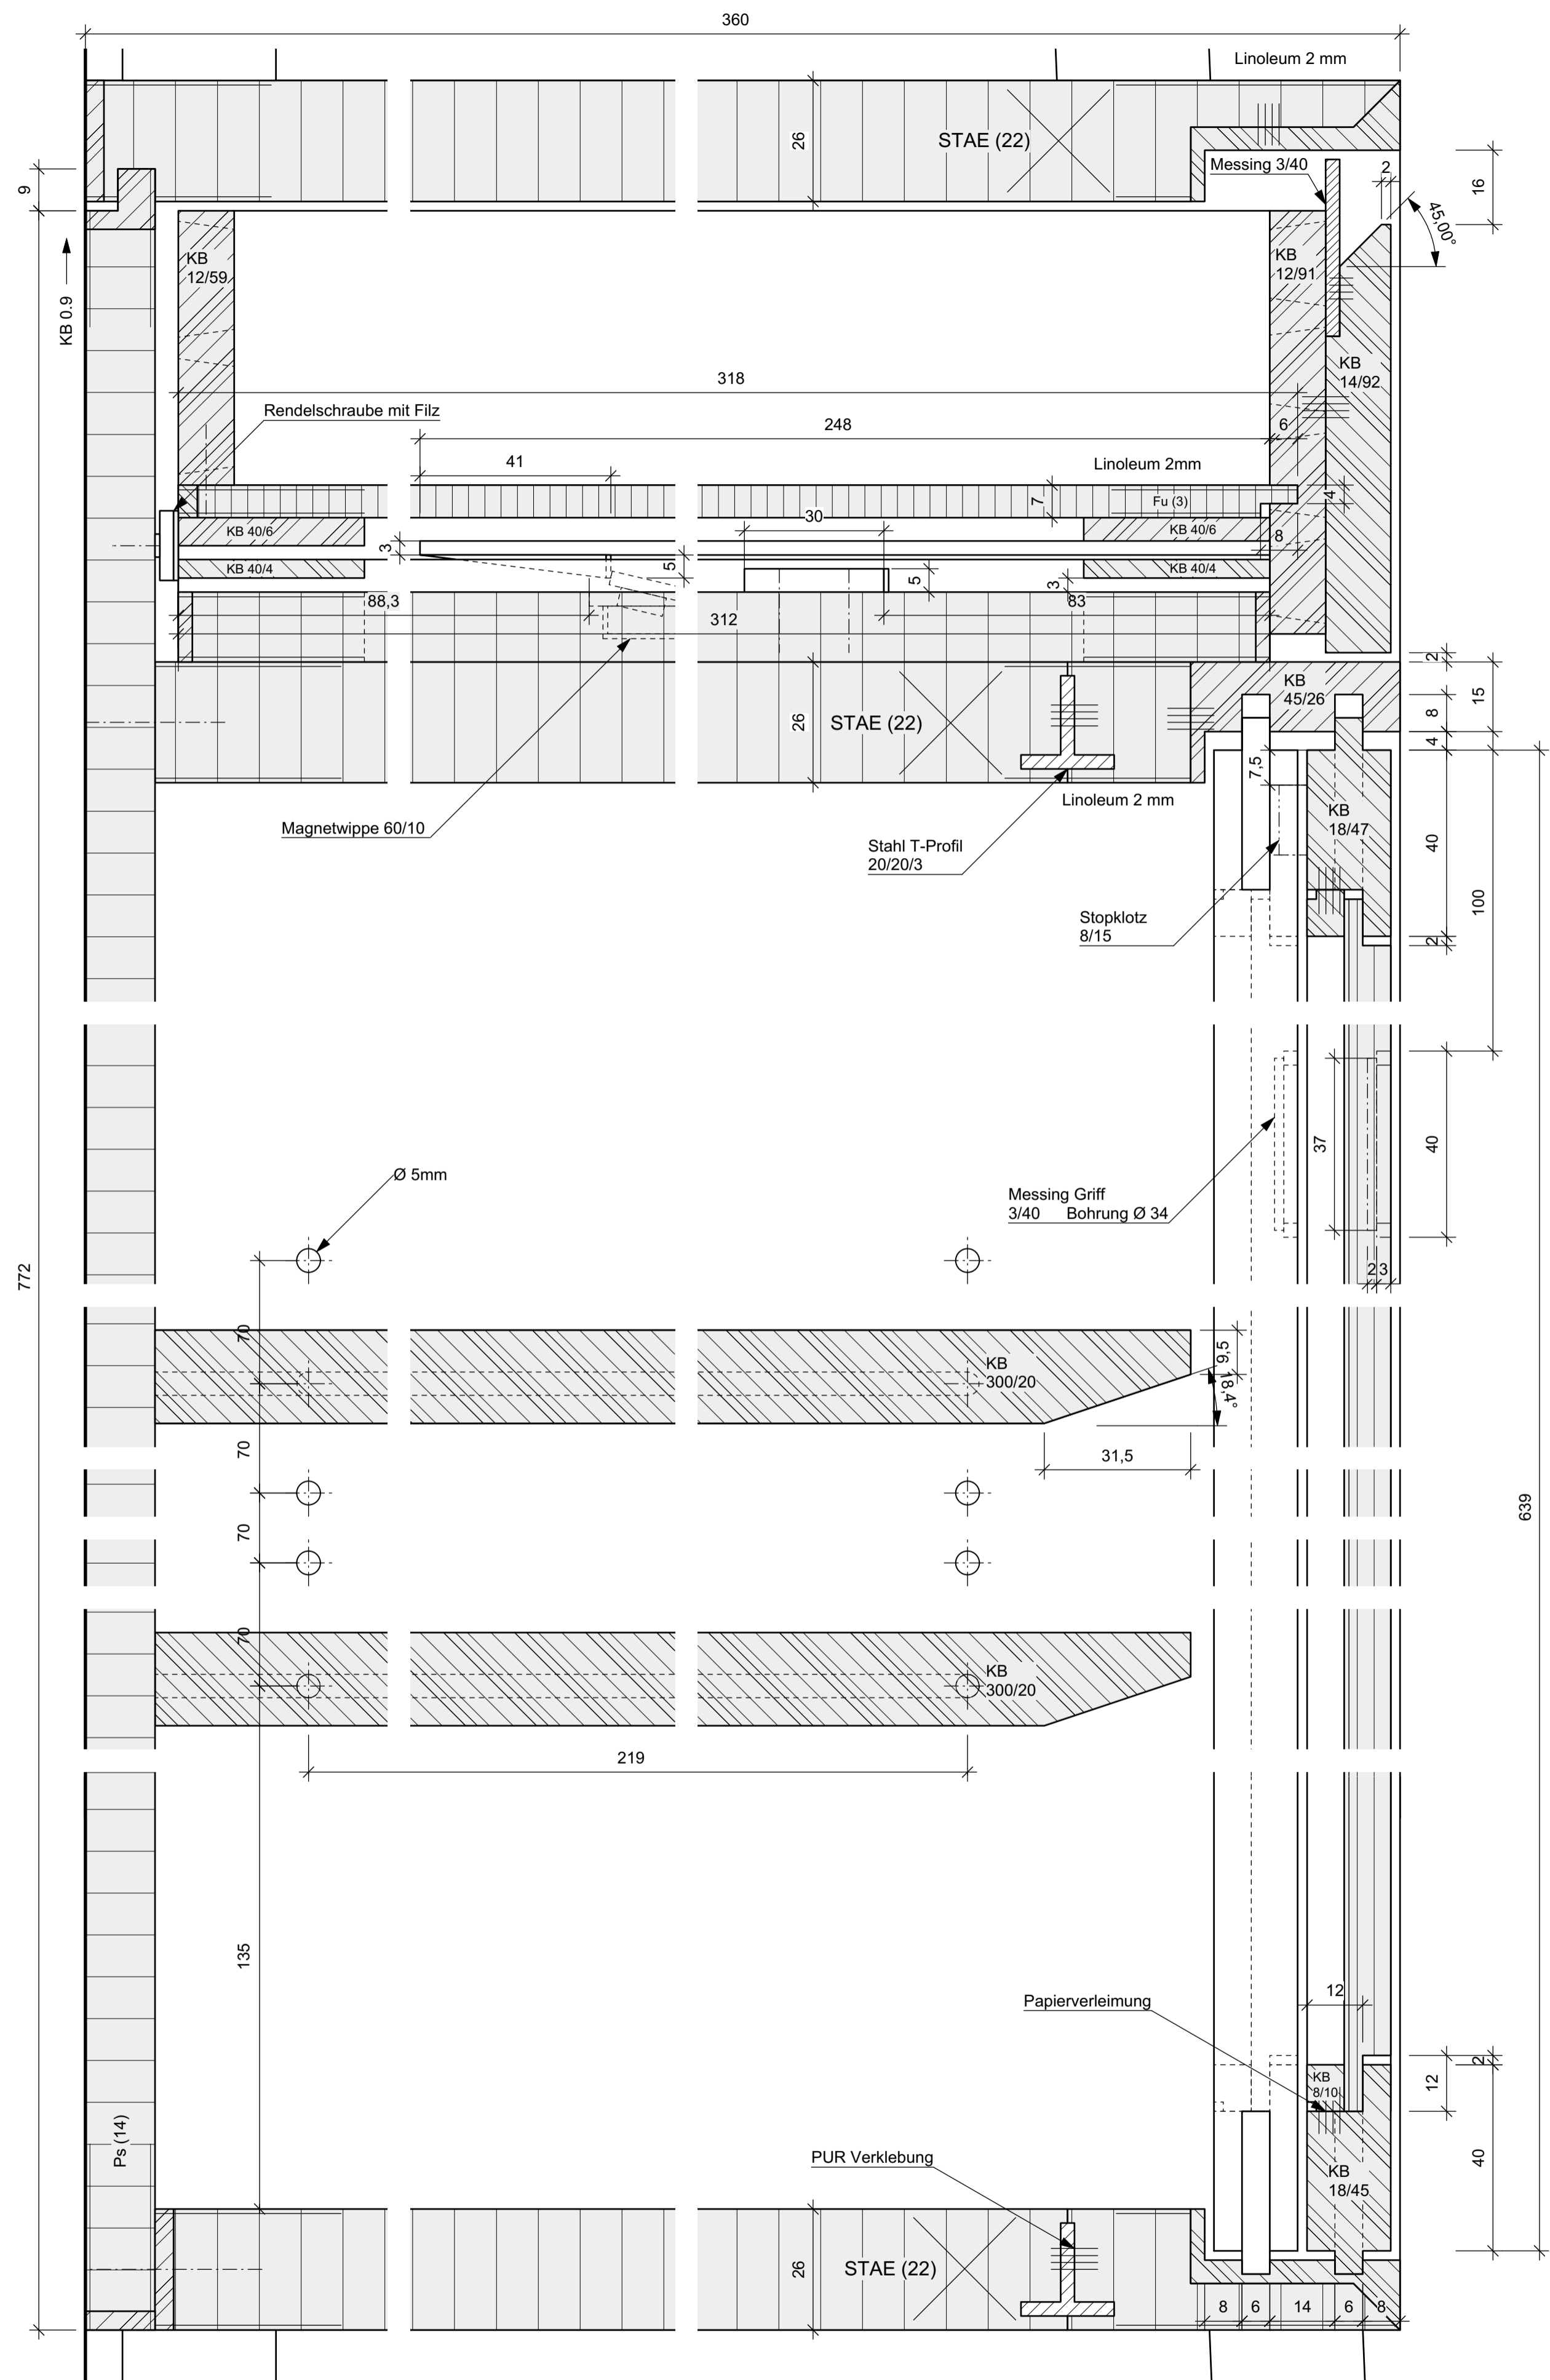 360
Linoleum 2 mm
26
STAE (22)
Messing 3/40
2
16
9
45,00°
KB
12/59
KB
12/91
KB 0.9
KB
14/92
318
Rendelschraube mit Filz
248
6
41
Linoleum 2mm
7
Fu (3)
4
30
KB 40/6
KB 40/6
8
3
KB 40/4
5
5
3
KB 40/4
88,3
83
312
2
KB
45/26
15
8
26
STAE (22)
4
7,5
Linoleum 2 mm
KB
18/47
Magnetwippe 60/10
Stahl T-Profil
20/20/3
40
100
Stopklotz
8/15
2
37
40
Ø 5mm
Messing Griff
3/40 Bohrung Ø 34
772
2
3
70
9,5
KB
300/20
18,4°
70
31,5
639
70
70
KB
300/20
219
135
12
Papierverleimung
2
KB
8/10
12
Ps (14)
PUR Verklebung
40
KB
18/45
26
STAE (22)
8
6
14
6
8